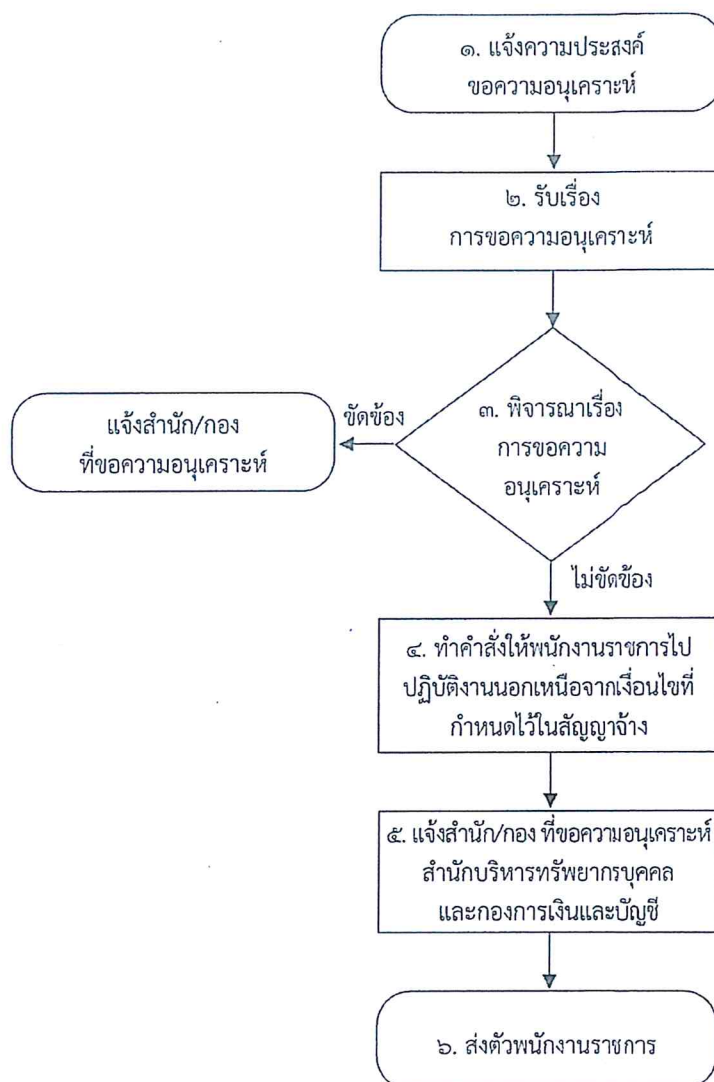 ๑. แจ้งความประสงค์
ขอความอนุเคราะห์
๒. รับเรื่อง
การขอความอนุเคราะห์
๓. พิจารณาเรื่อง
การขอความ
อนุเคราะห์
ขัดข้อง
แจ้งสำนัก/กอง
ที่ขอความอนุเคราะห์
ไม่ขัดข้อง
๔. ทำคำสั่งให้พนักงานราชการไป
ปฏิบัติงานนอกเหนือจากเงื่อนไขที่
กำหนดไว้ในสัญญาจ้าง
๕. แจ้งสำนัก/กอง ที่ขอความอนุเคราะห์
สำนักบริหารทรัพยากรบุคคล
และกองการเงินและบัญชี
๖. ส่งตัวพนักงานราชการ